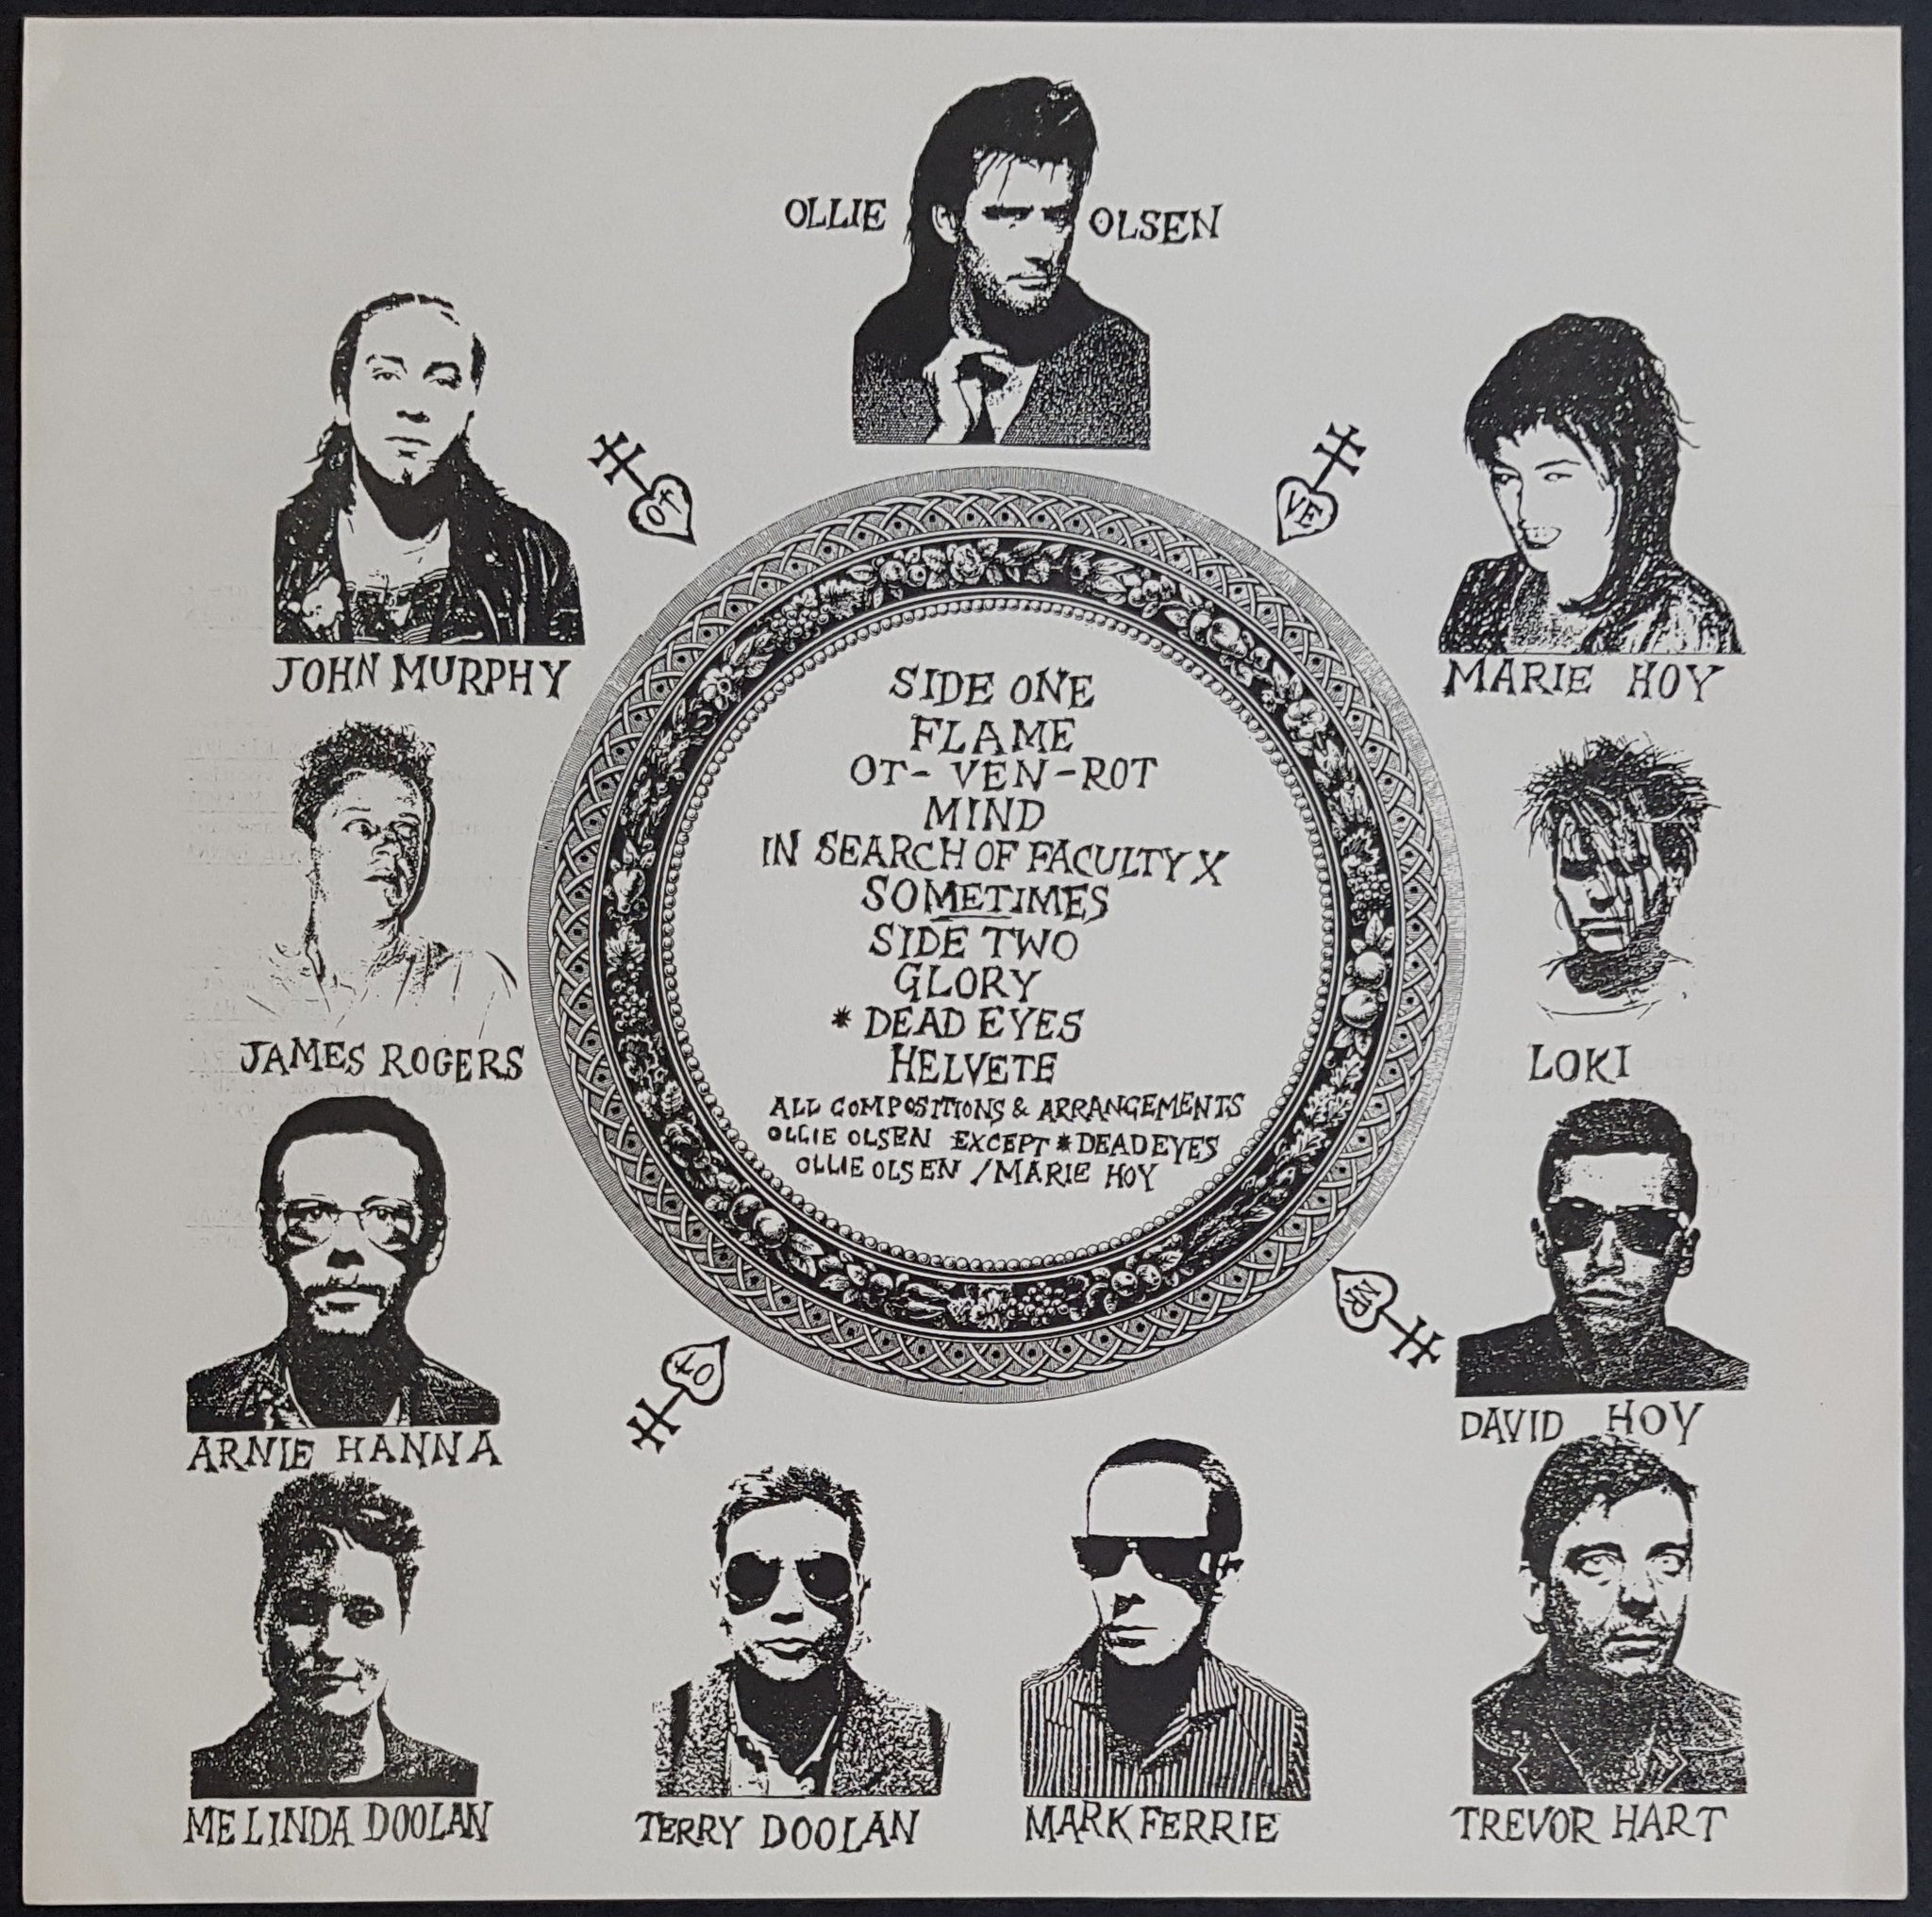 OLLIE OLSEN
JOHN MURPHY
MARIE HOY
VE
SIDE ONE
FLAME
OT- VEN-ROT
MIND
IN SEARCH OF FACULTY X
SOMETIMES
SIDE TWO
GLORY
* DEAD EYES
HELVETE
ALL COMPOSITIONS & ARRANGEMENTS
OLLIE OLSEN EXCEPT * DEAD EYES
OLLIE OLSEN / MARIE HOY
JAMES ROGERS
LOKI
ARNIE HANNA
DAVID HOY
MELINDA DOOLAN
TERRY DOOLAN
MARK FERRIE
TREVOR HART